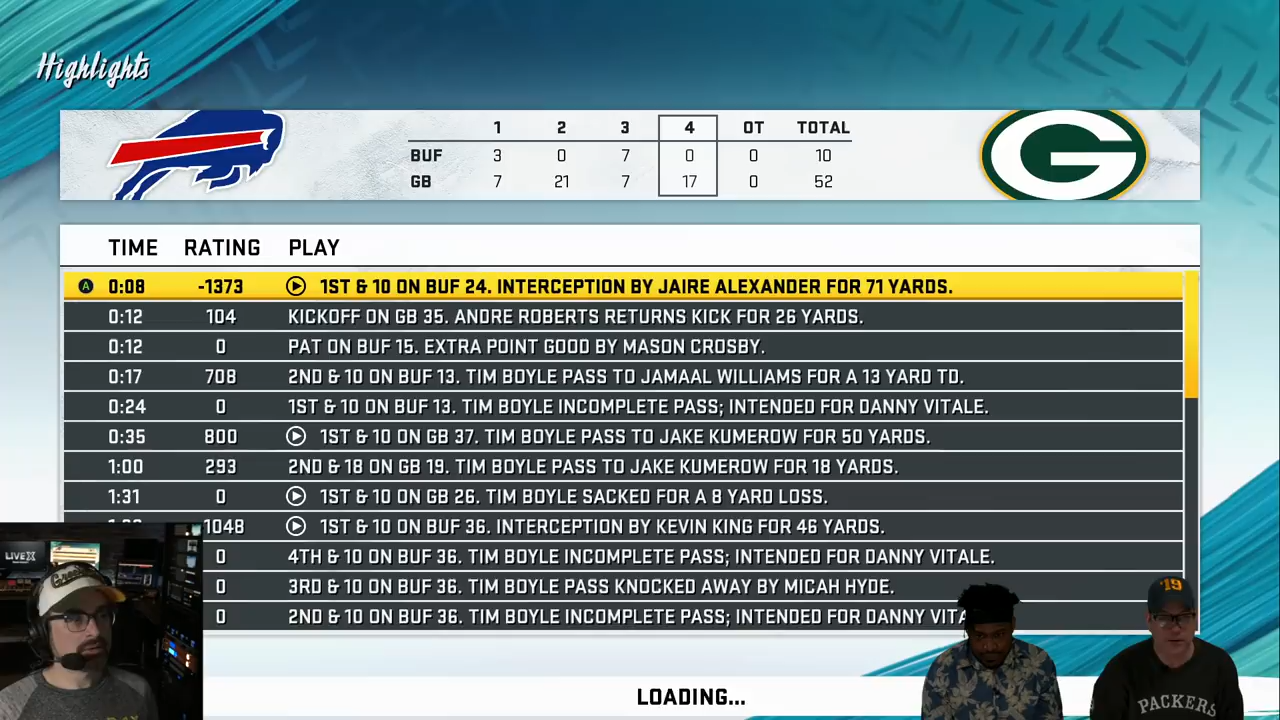 Highlights
1 2 3 4 OT TOTAL
BUF 3 0 7 0 0 10
GB 7 21 7 17 0 52
G
TIME RATING PLAY
A 0:08 -1373 1ST & 10 ON BUF 24. INTERCEPTION BY JAIRE ALEXANDER FOR 71 YARDS.
0:12 104 KICKOFF ON GB 35. ANDRE ROBERTS RETURNS KICK FOR 26 YARDS.
0:12 0 PAT ON BUF 15. EXTRA POINT GOOD BY MASON CROSBY.
0:17 708 2ND & 10 ON BUF 13. TIM BOYLE PASS TO JAMAAL WILLIAMS FOR A 13 YARD TD.
0:24 0 1ST & 10 ON BUF 13. TIM BOYLE INCOMPLETE PASS; INTENDED FOR DANNY VITALE.
0:35 800 1ST & 10 ON GB 37. TIM BOYLE PASS TO JAKE KUMEROW FOR 50 YARDS.
1:00 293 2ND & 18 ON GB 19. TIM BOYLE PASS TO JAKE KUMEROW FOR 18 YARDS.
1:31 0 1ST & 10 ON GB 26. TIM BOYLE SACKED FOR A 8 YARD LOSS.
1048 1ST & 10 ON BUF 36. INTERCEPTION BY KEVIN KING FOR 46 YARDS.
0 4TH & 10 ON BUF 36. TIM BOYLE INCOMPLETE PASS; INTENDED FOR DANNY VITALE.
0 3RD & 10 ON BUF 36. TIM BOYLE PASS KNOCKED AWAY BY MICAH HYDE.
0 2ND & 10 ON BUF 36. TIM BOYLE INCOMPLETE PASS; INTENDED FOR DANNY VITA
LIVEX
'19
PACKERS
LOADING...